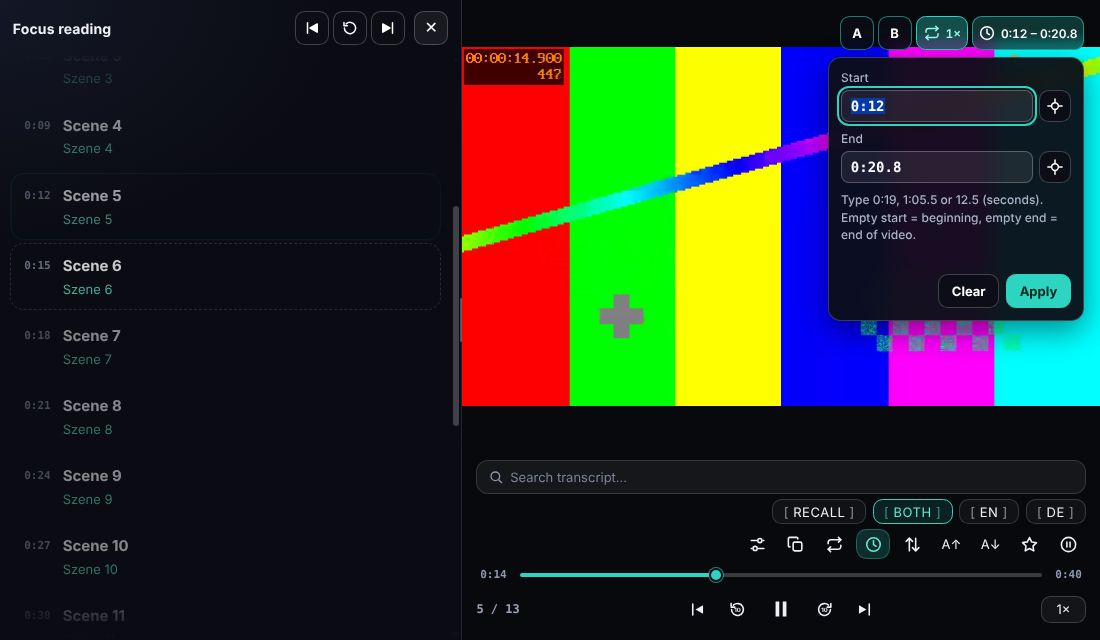 Focus reading
Scene 3
Szene 3
0:09 Scene 4
Szene 4
0:12 Scene 5
Szene 5
0:15 Scene 6
Szene 6
0:18 Scene 7
Szene 7
0:21 Scene 8
Szene 8
0:24 Scene 9
Szene 9
0:27 Scene 10
Szene 10
0:30 Scene 11
A B 1× 0:12 – 0:20.8
00:00:14.900
447
Start
0:12
End
0:20.8
Type 0:19, 1:05.5 or 12.5 (seconds).
Empty start = beginning, empty end =
end of video.
Clear Apply
Search transcript...
[ RECALL ] [ BOTH ] [ EN ] [ DE ]
A↑ A↓
0:14 0:40
5 / 13 10 10 1×